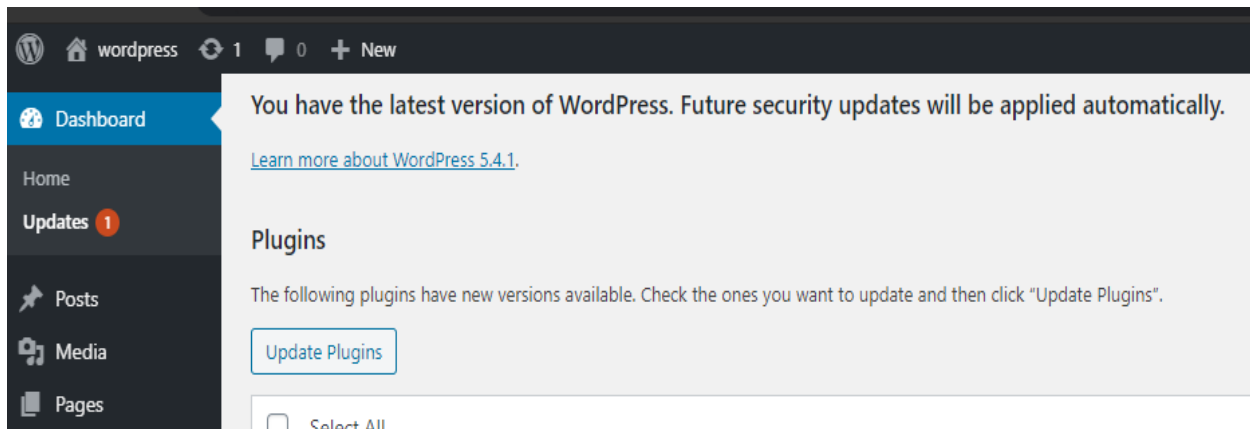 wordpress 1 0 New
Dashboard
Home
Updates 1
Posts
Media
Pages
You have the latest version of WordPress. Future security updates will be applied automatically.
Learn more about WordPress 5.4.1.
Plugins
The following plugins have new versions available. Check the ones you want to update and then click “Update Plugins”.
Update Plugins
Select All